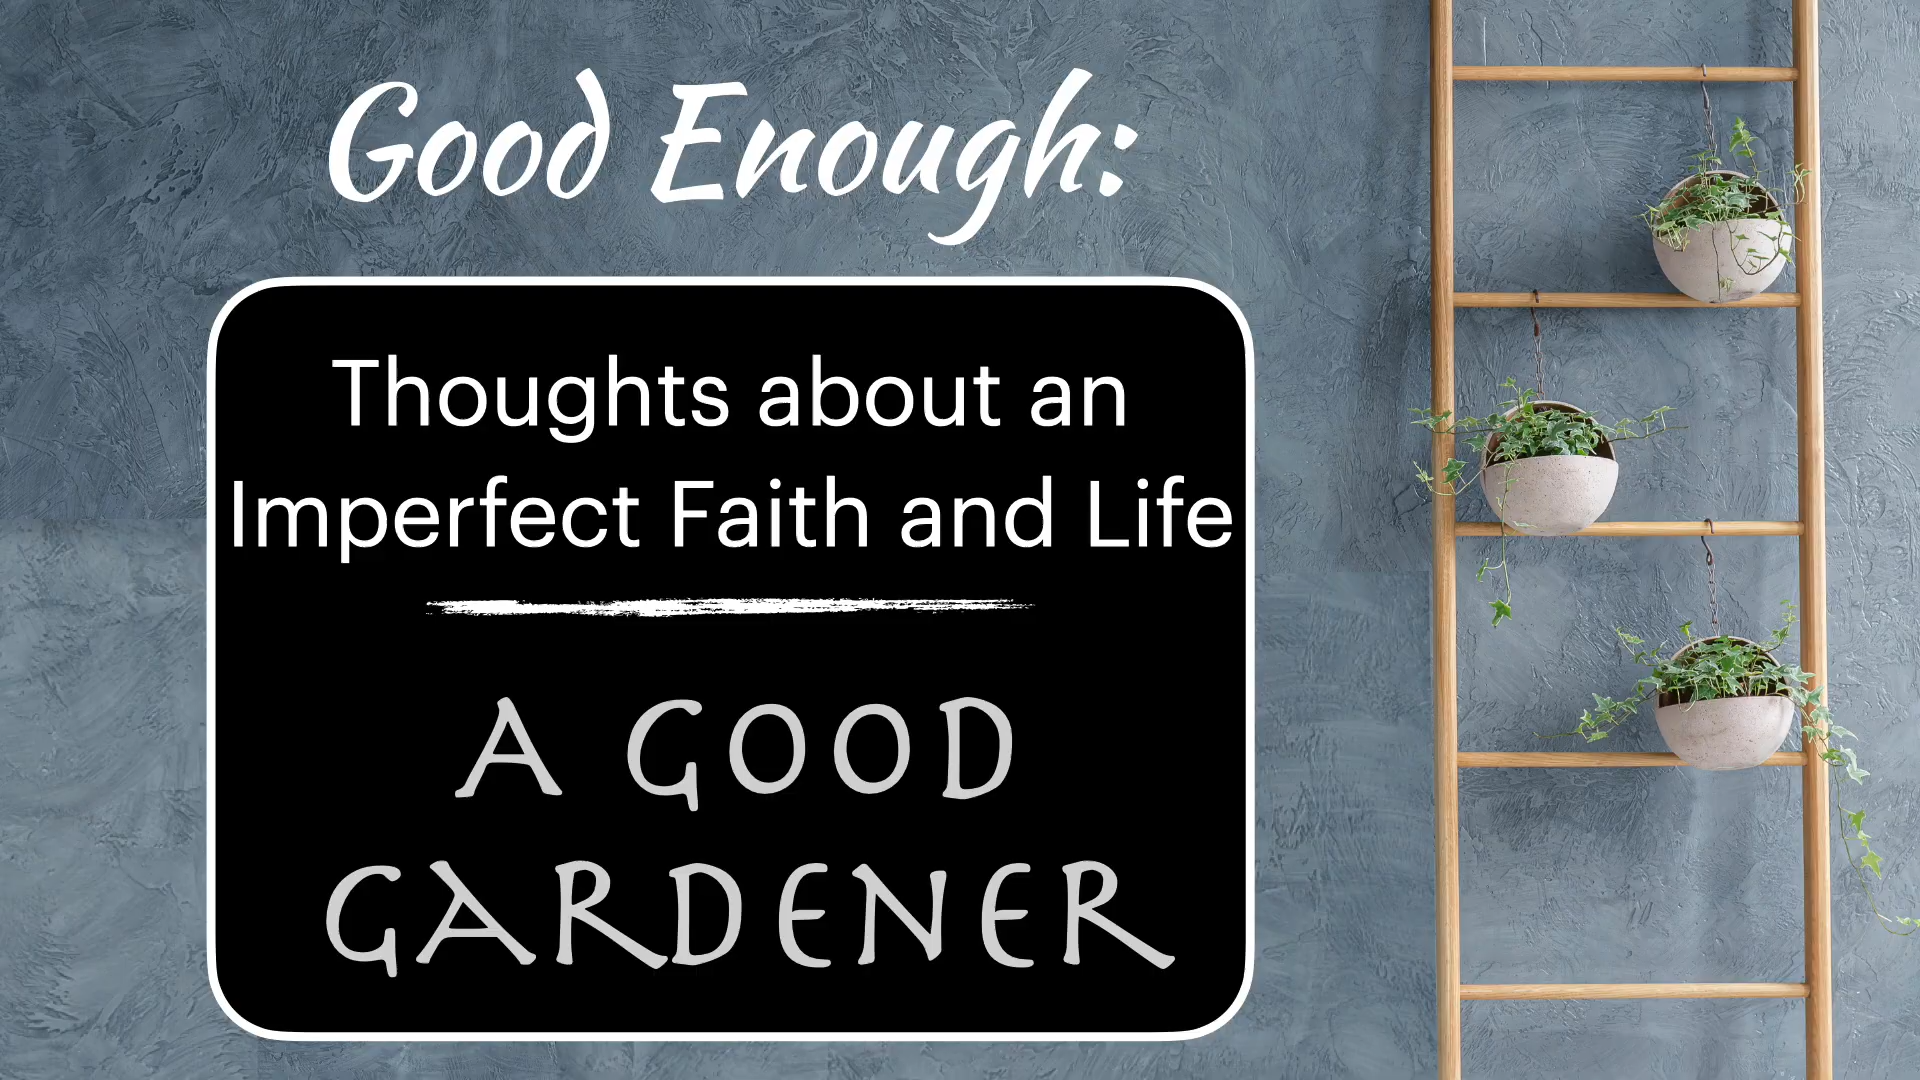 Good Enough:
Thoughts about an
Imperfect Faith and Life
A GOOD
GARDENER